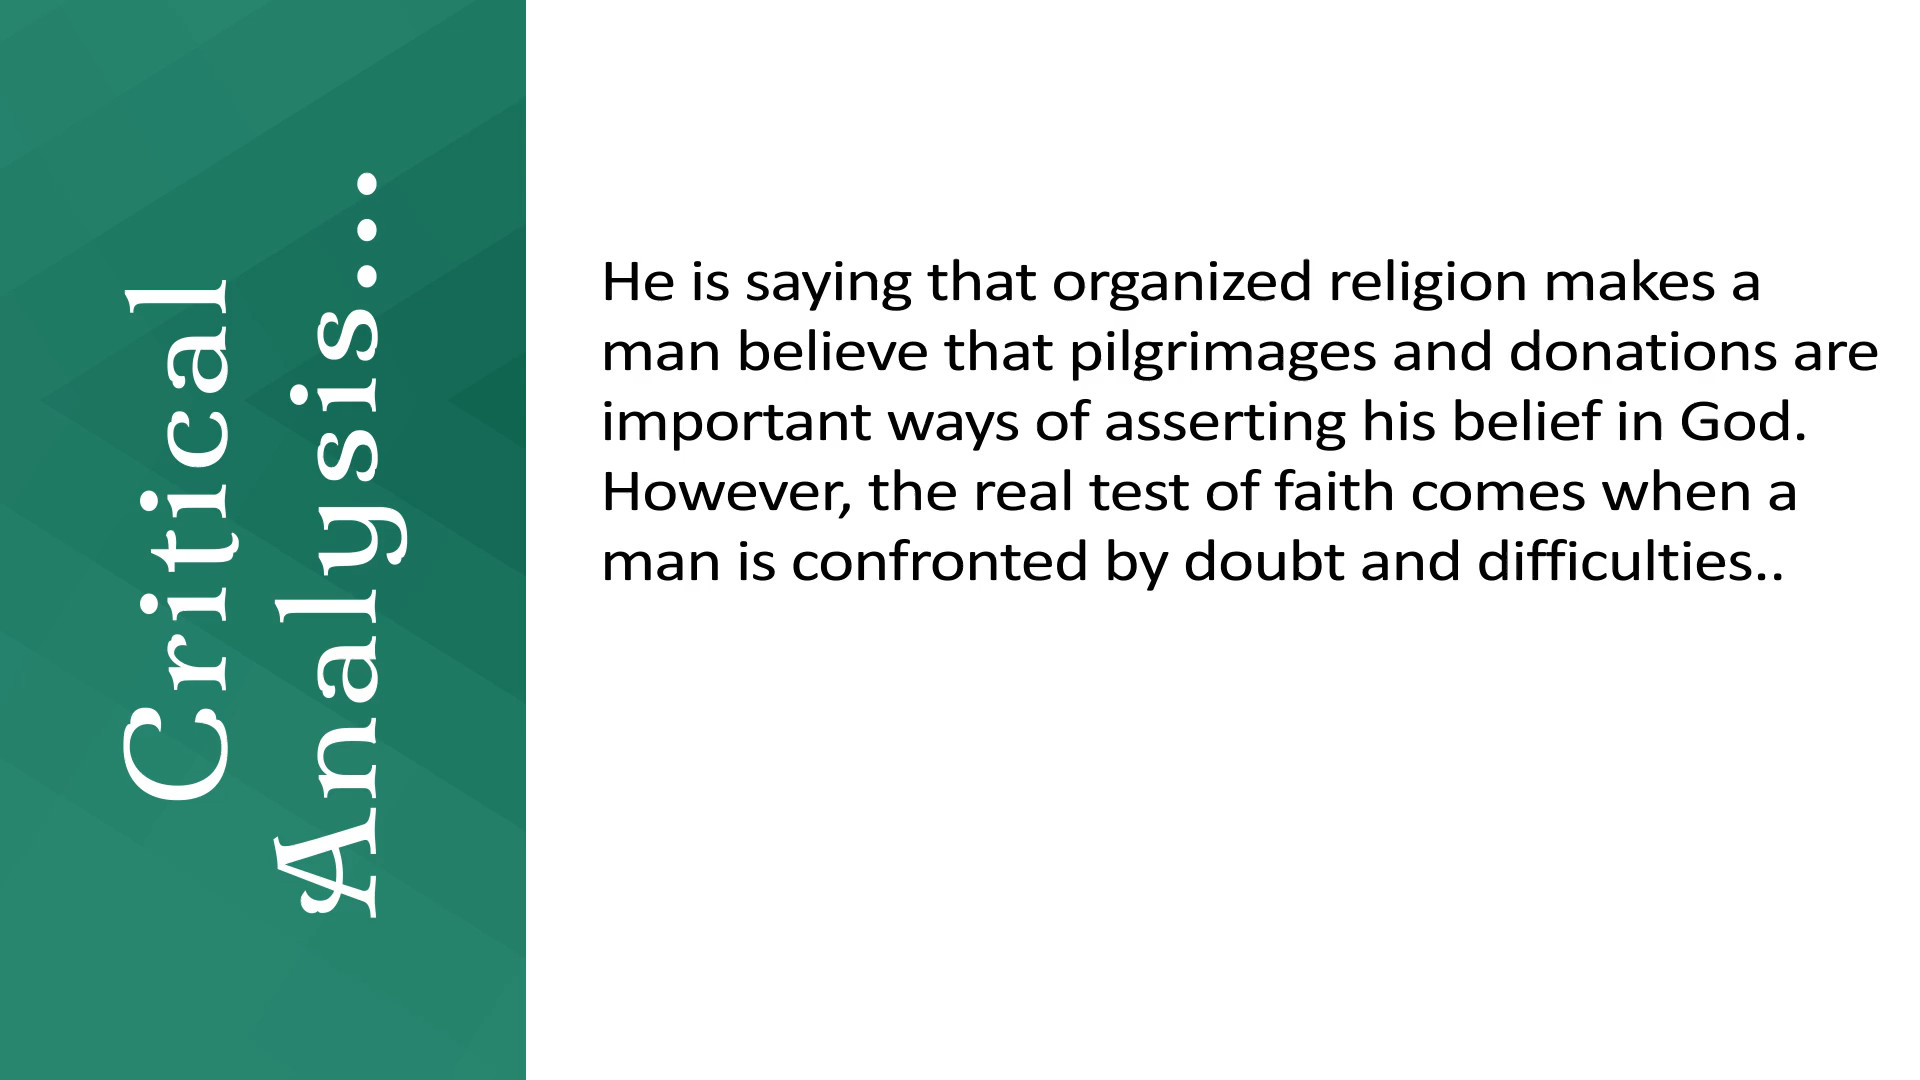 Critical
Analysis...
He is saying that organized religion makes a
man believe that pilgrimages and donations are
important ways of asserting his belief in God.
However, the real test of faith comes when a
man is confronted by doubt and difficulties..